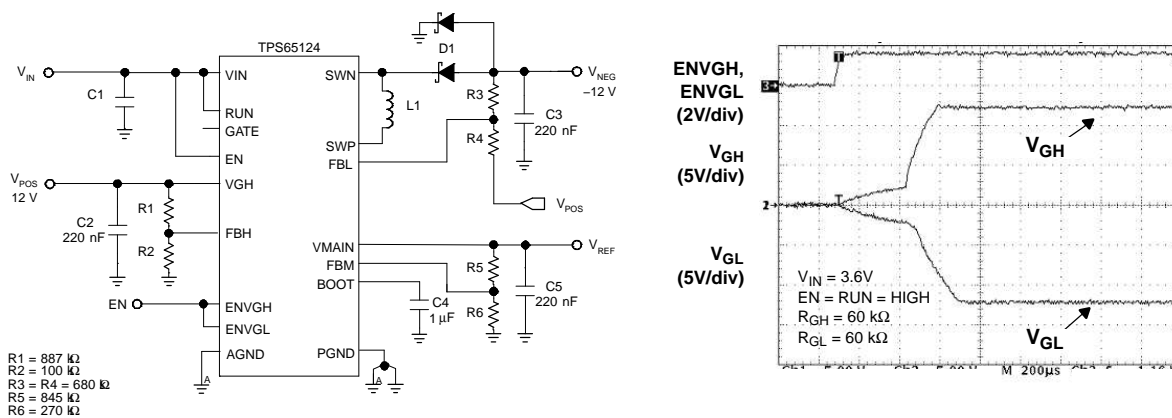 TPS65124
D1
V_IN
VIN
SWN
V_NEG
–12 V
C1
RUN
L1
R3
C3
GATE
R4
220 nF
EN
SWP
FBL
V_POS
12 V
VGH
V_POS
R1
C2
220 nF
FBH
R2
VMAIN
V_REF
FBM
R5
BOOT
C5
220 nF
EN
ENVGH
C4
1 µF
R6
ENVGL
AGND
PGND
A
A
R1 = 887 kΩ
R2 = 100 kΩ
R3 = R4 = 680 kΩ
R5 = 845 kΩ
R6 = 270 kΩ
ENVGH,
ENVGL
(2V/div)
V_GH
(5V/div)
V_GL
(5V/div)
T
3
T
2
V_GH
V_IN = 3.6V
EN = RUN = HIGH
R_GH = 60 kΩ
R_GL = 60 kΩ
V_GL
M 200µs